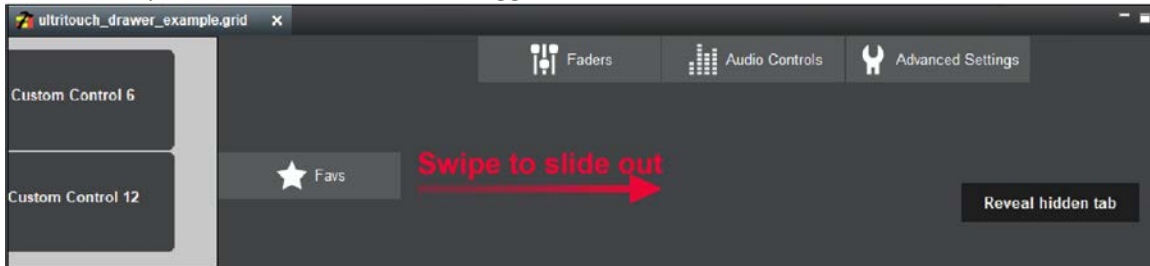 ultritouch_drawer_example.grid
Faders
Audio Controls
Advanced Settings
Custom Control 6
Favs
Swipe to slide out
Custom Control 12
Reveal hidden tab